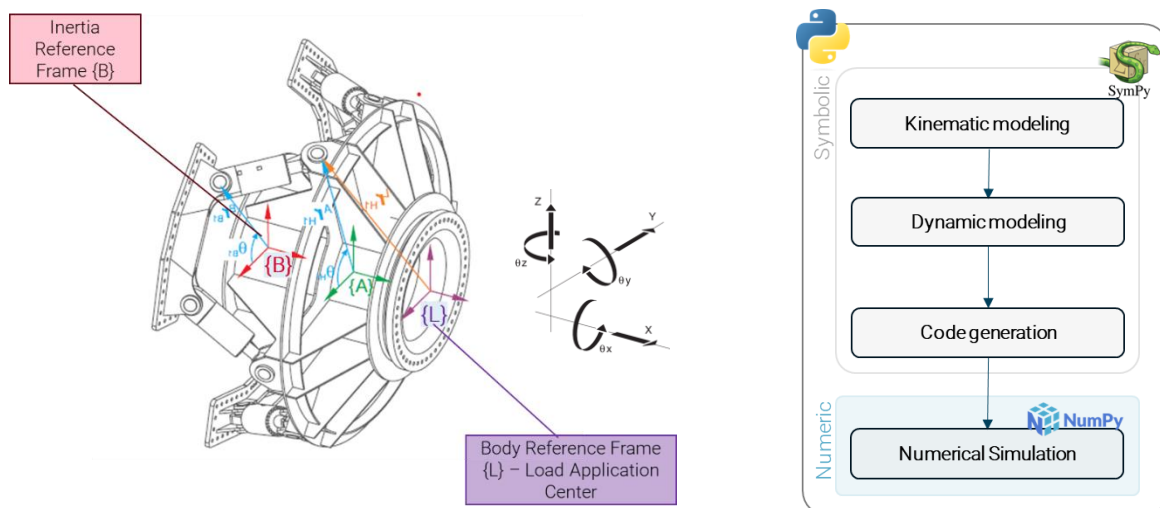 Inertia
Reference
Frame {B}
{B}
{A}
{L}
Z
θz
Y
θy
X
θx
Body Reference Frame
{L} – Load Application
Center
Symbolic
SymPy
Kinematic modeling
Dynamic modeling
Code generation
Numeric
NumPy
Numerical Simulation